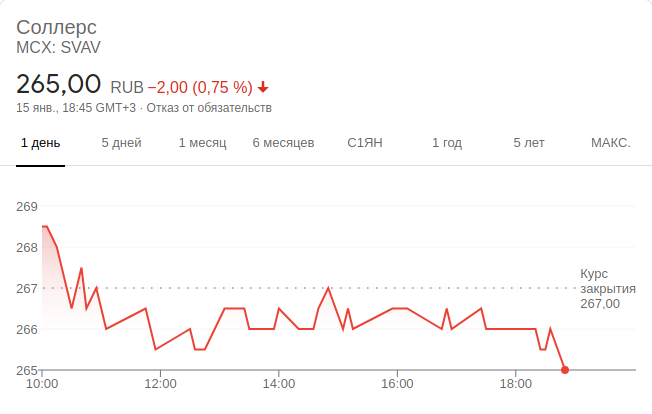 Соллерс
MCX: SVAV
265,00 RUB −2,00 (0,75 %)
15 янв., 18:45 GMT+3 · Отказ от обязательств
1 день 5 дней 1 месяц 6 месяцев С1ЯН 1 год 5 лет МАКС.
269
268
267
266
265
Курс
закрытия
267,00
10:00 12:00 14:00 16:00 18:00